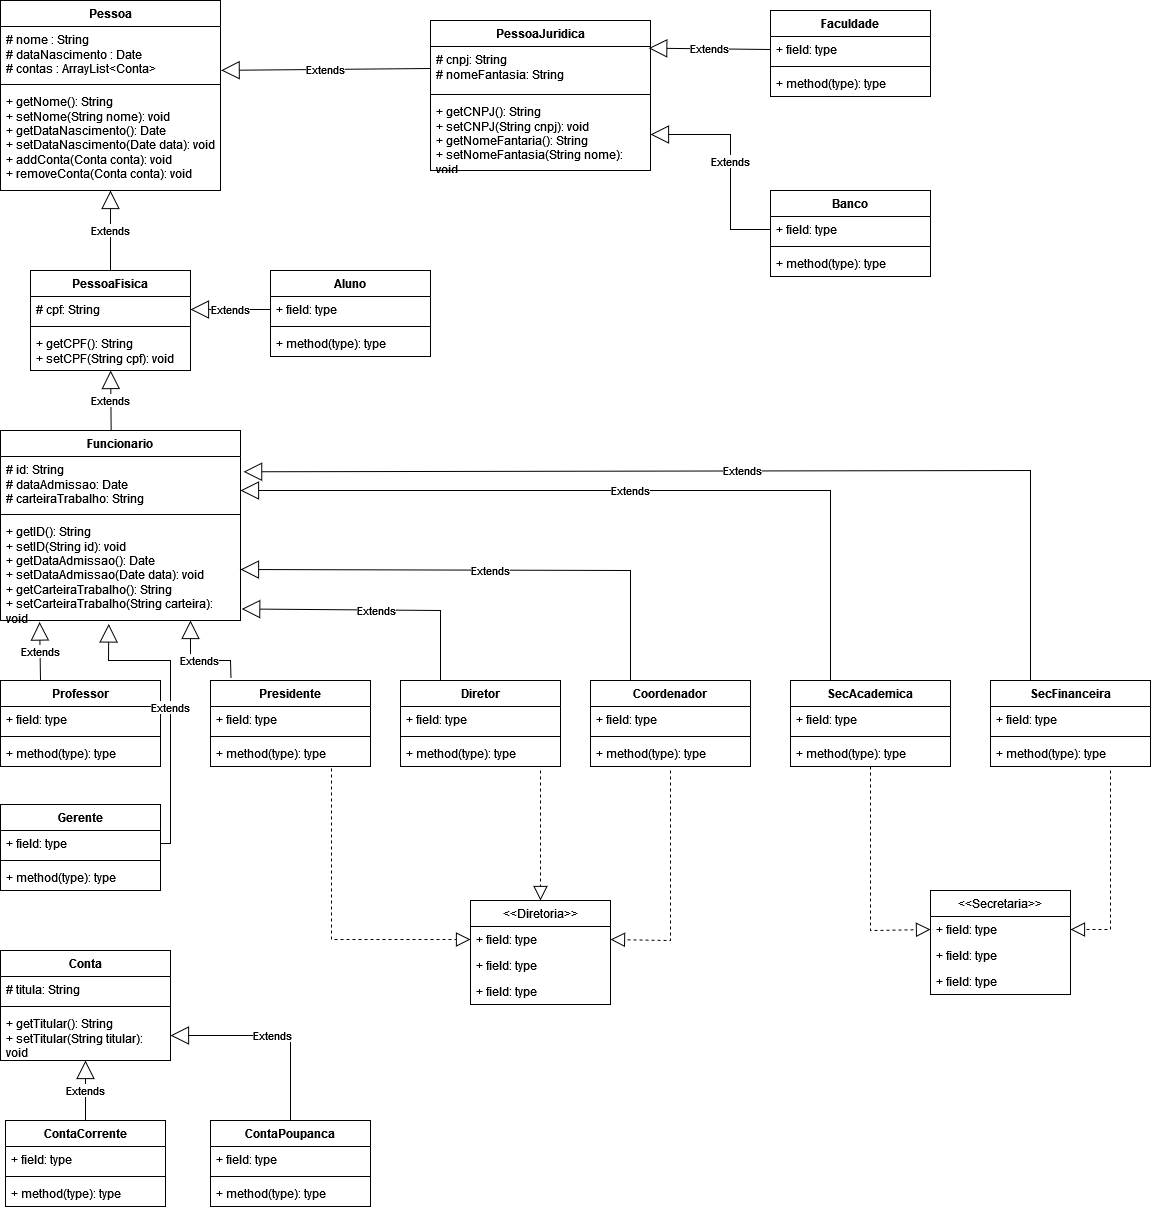 Pessoa
# nome : String
# dataNascimento : Date
# contas : ArrayList<Conta>
+ getNome(): String
+ setNome(String nome): void
+ getDataNascimento(): Date
+ setDataNascimento(Date data): void
+ addConta(Conta conta): void
+ removeConta(Conta conta): void
Extends
PessoaJuridica
# cnpj: String
# nomeFantasia: String
+ getCNPJ(): String
+ setCNPJ(String cnpj): void
+ getNomeFantaria(): String
+ setNomeFantasia(String nome):
void
Extends
Faculdade
+ field: type
+ method(type): type
Extends
Banco
+ field: type
+ method(type): type
Extends
PessoaFisica
# cpf: String
+ getCPF(): String
+ setCPF(String cpf): void
Extends
Aluno
+ field: type
+ method(type): type
Extends
Funcionario
# id: String
# dataAdmissao: Date
# carteiraTrabalho: String
+ getID(): String
+ setID(String id): void
+ getDataAdmissao(): Date
+ setDataAdmissao(Date data): void
+ getCarteiraTrabalho(): String
+ setCarteiraTrabalho(String carteira):
void
Extends
Extends
Extends
Extends
Extends
Extends
Extends
Professor
+ field: type
+ method(type): type
Presidente
+ field: type
+ method(type): type
Diretor
+ field: type
+ method(type): type
Coordenador
+ field: type
+ method(type): type
SecAcademica
+ field: type
+ method(type): type
SecFinanceira
+ field: type
+ method(type): type
Gerente
+ field: type
+ method(type): type
<<Diretoria>>
+ field: type
+ field: type
+ field: type
<<Secretaria>>
+ field: type
+ field: type
+ field: type
Conta
# titula: String
+ getTitular(): String
+ setTitular(String titular):
void
Extends
Extends
ContaCorrente
+ field: type
+ method(type): type
ContaPoupanca
+ field: type
+ method(type): type